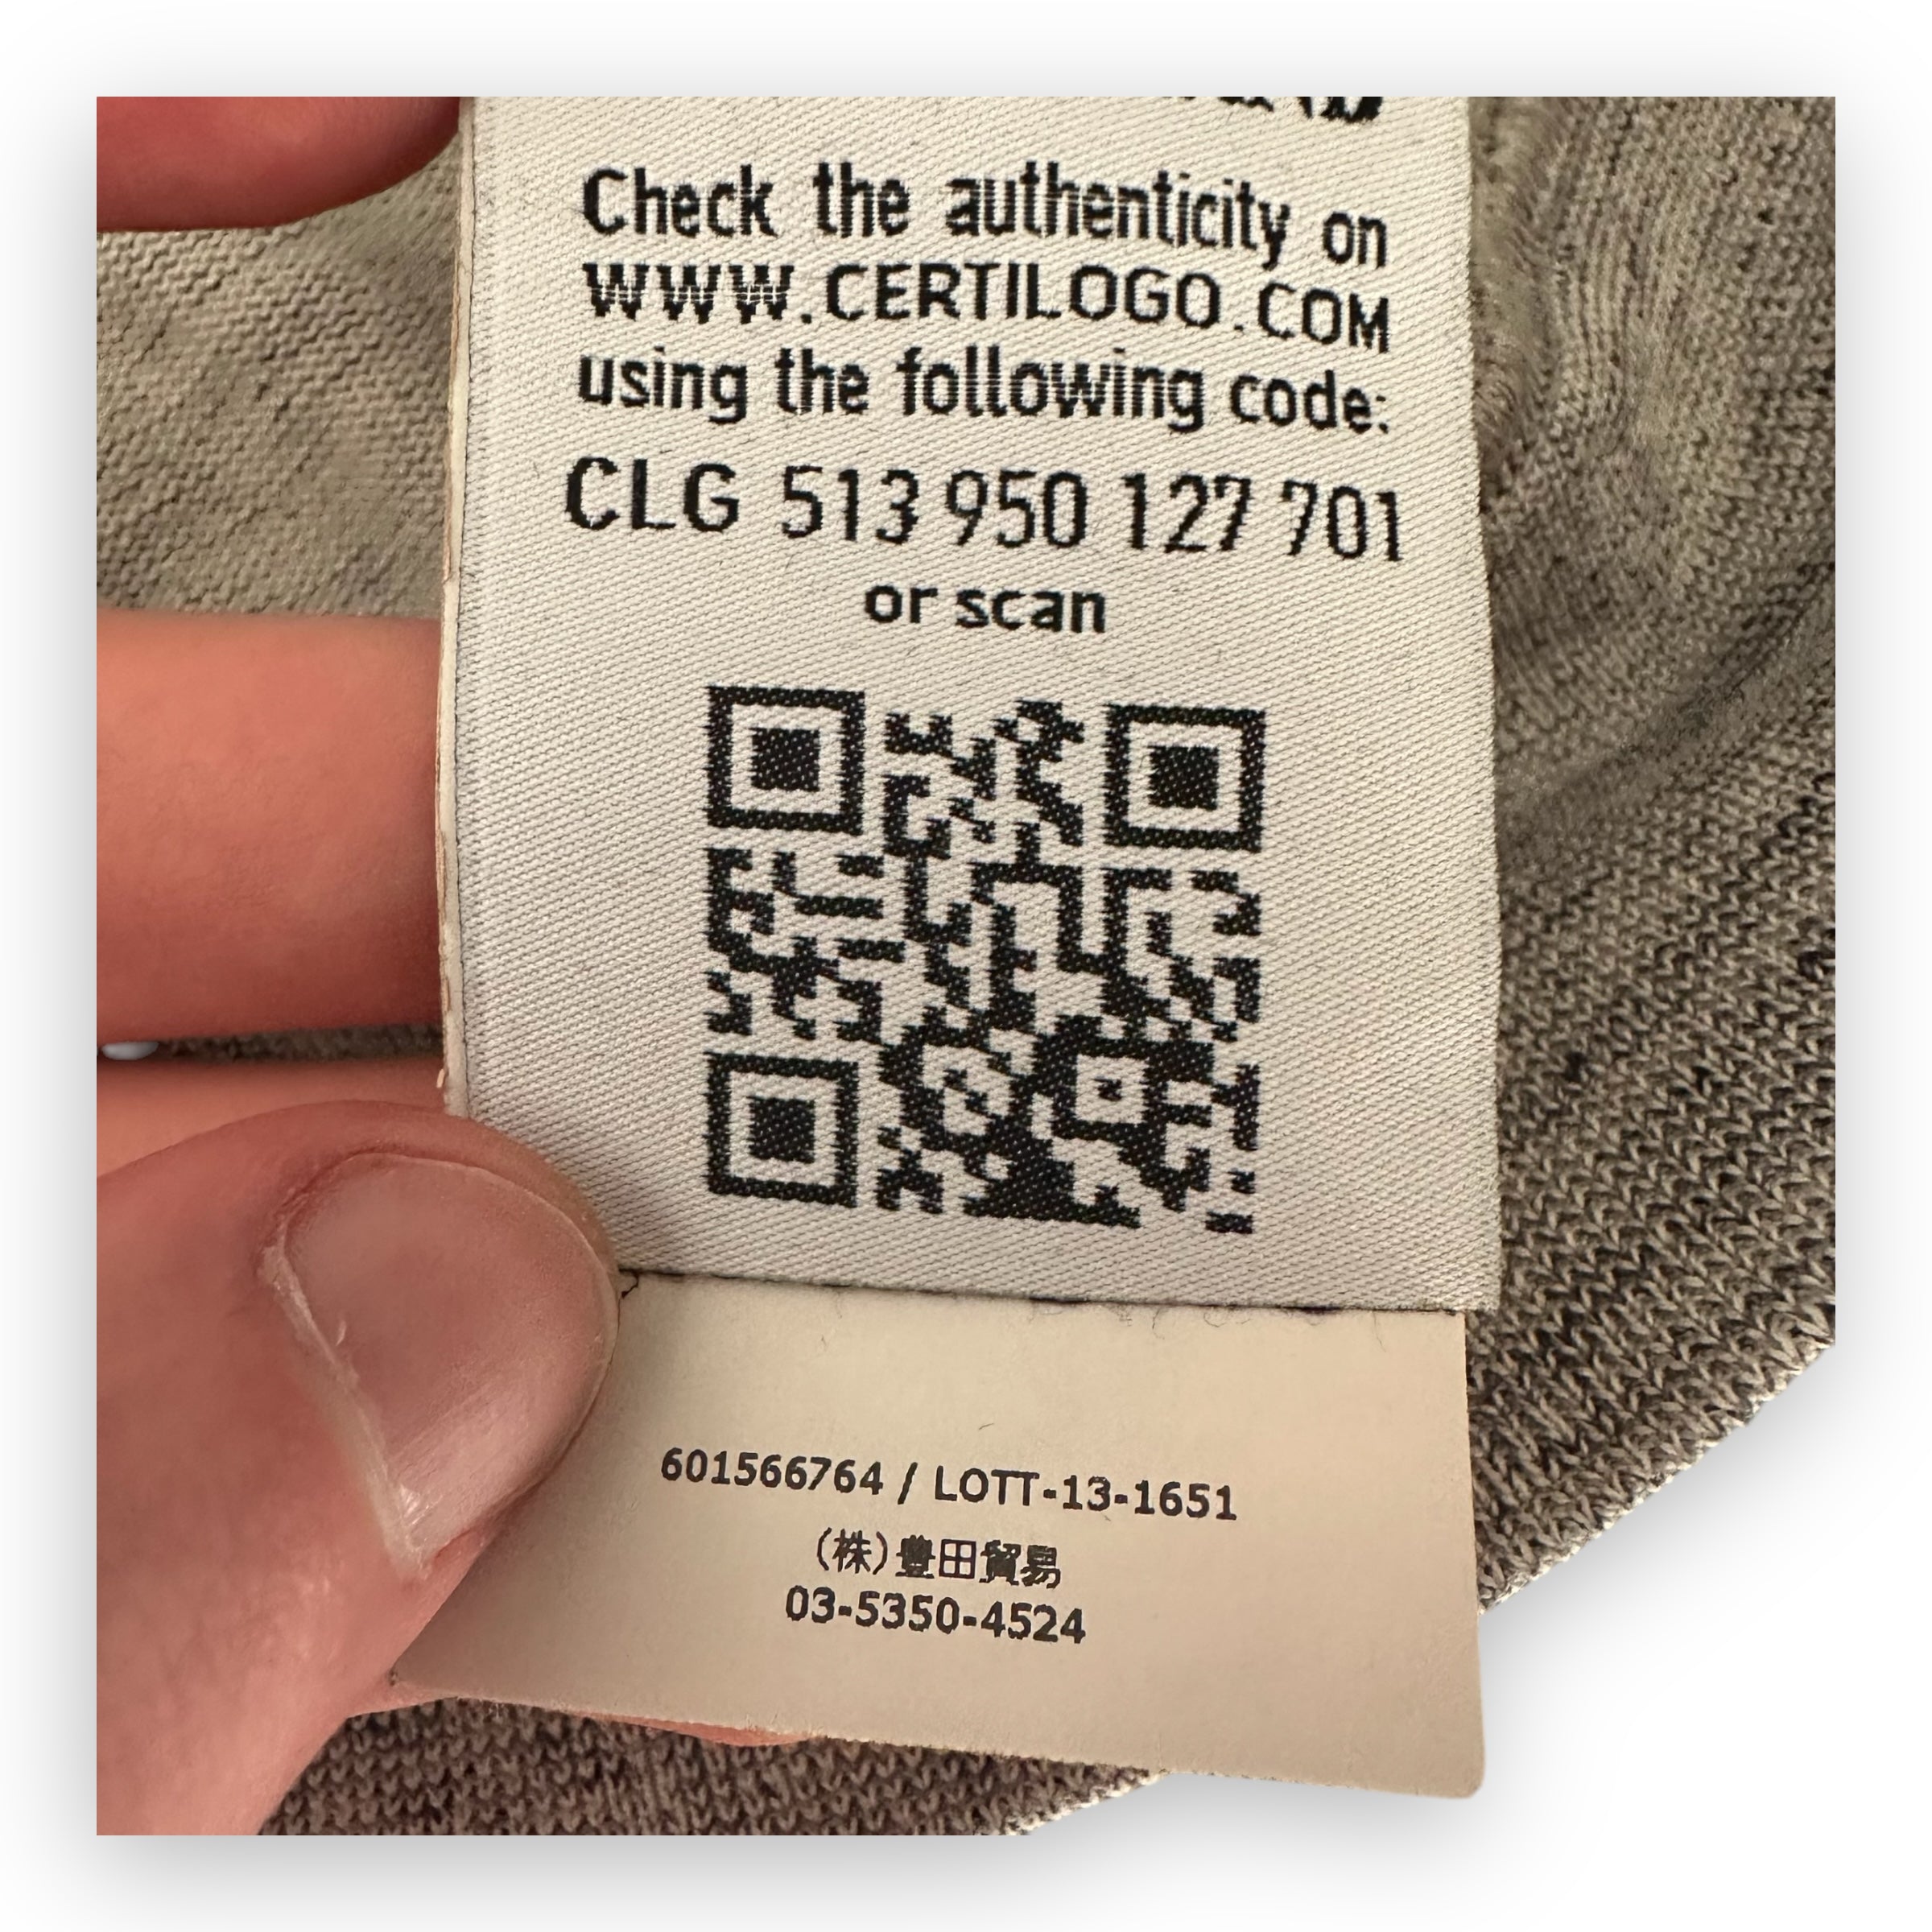 Check the authenticity on
WWW.CERTILOGO.COM
using the following code:
CLG 513 950 127 701
or scan
601566764 / LOTT-13-1651
(株)豊田貿易
03-5350-4524